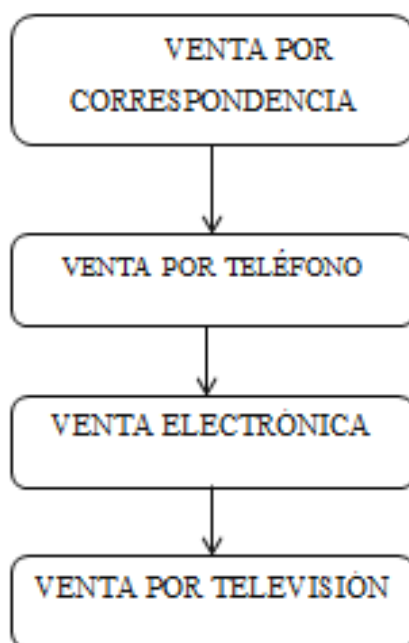 VENTA POR
CORRESPONDENCIA
VENTA POR TELÉFONO
VENTA ELECTRÓNICA
VENTA POR TELEVISIÓN